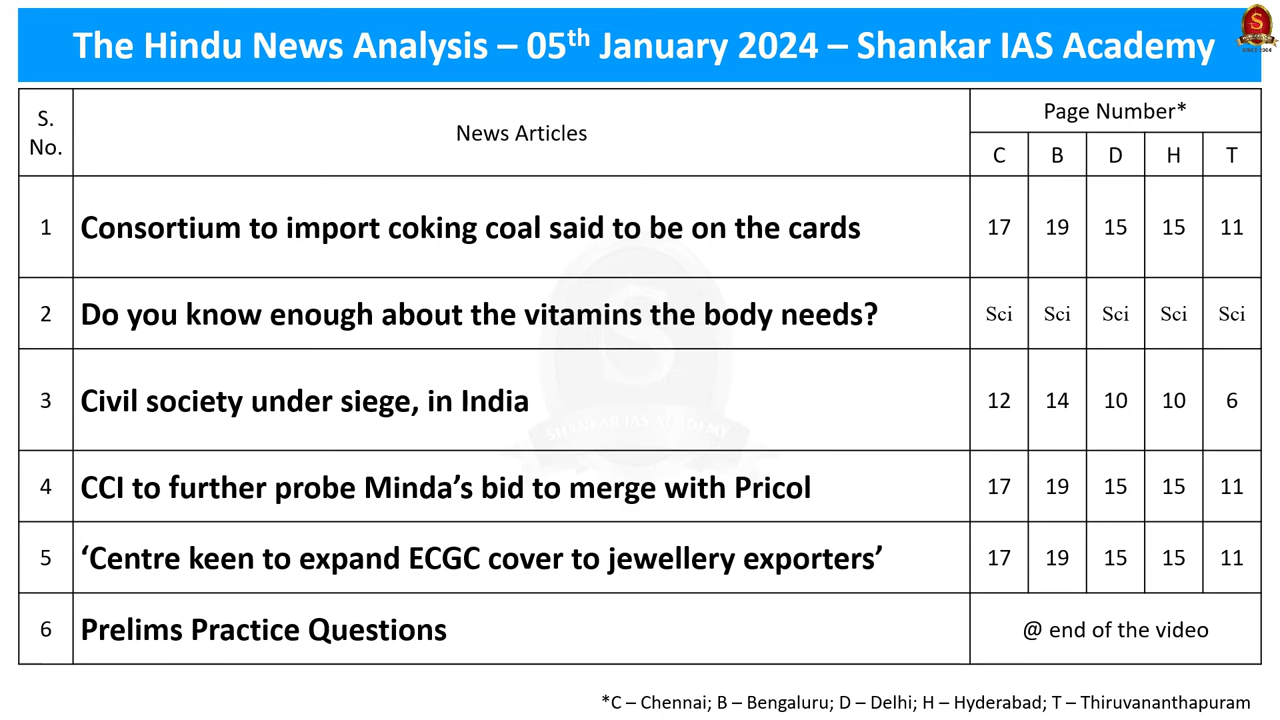 The Hindu News Analysis – 05th January 2024 – Shankar IAS Academy
S. No. News Articles Page Number*
C B D H T
1 Consortium to import coking coal said to be on the cards 17 19 15 15 11
2 Do you know enough about the vitamins the body needs? Sci Sci Sci Sci Sci
3 Civil society under siege, in India 12 14 10 10 6
4 CCI to further probe Minda’s bid to merge with Pricol 17 19 15 15 11
5 ‘Centre keen to expand ECGC cover to jewellery exporters’ 17 19 15 15 11
6 Prelims Practice Questions @ end of the video
*C – Chennai; B – Bengaluru; D – Delhi; H – Hyderabad; T – Thiruvananthapuram
SHANKAR IAS ACADEMY